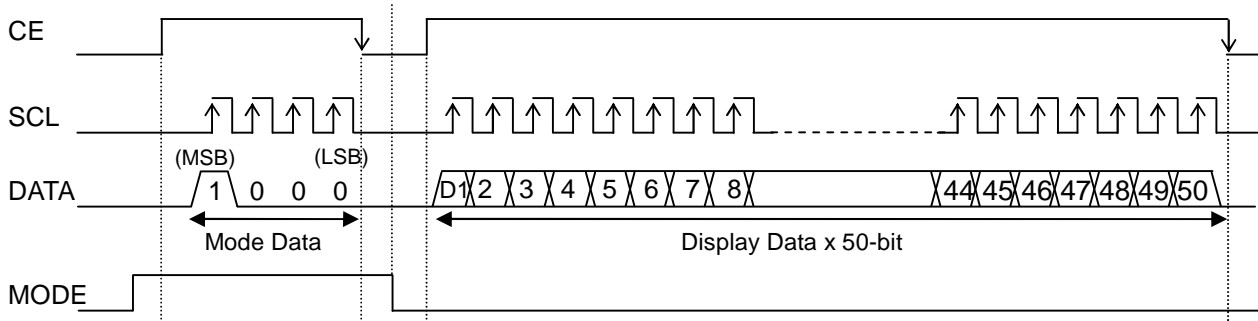 CE
SCL
(MSB) (LSB)
DATA 1 0 0 0 D1 2 3 4 5 6 7 8 44 45 46 47 48 49 50
Mode Data Display Data x 50-bit
MODE